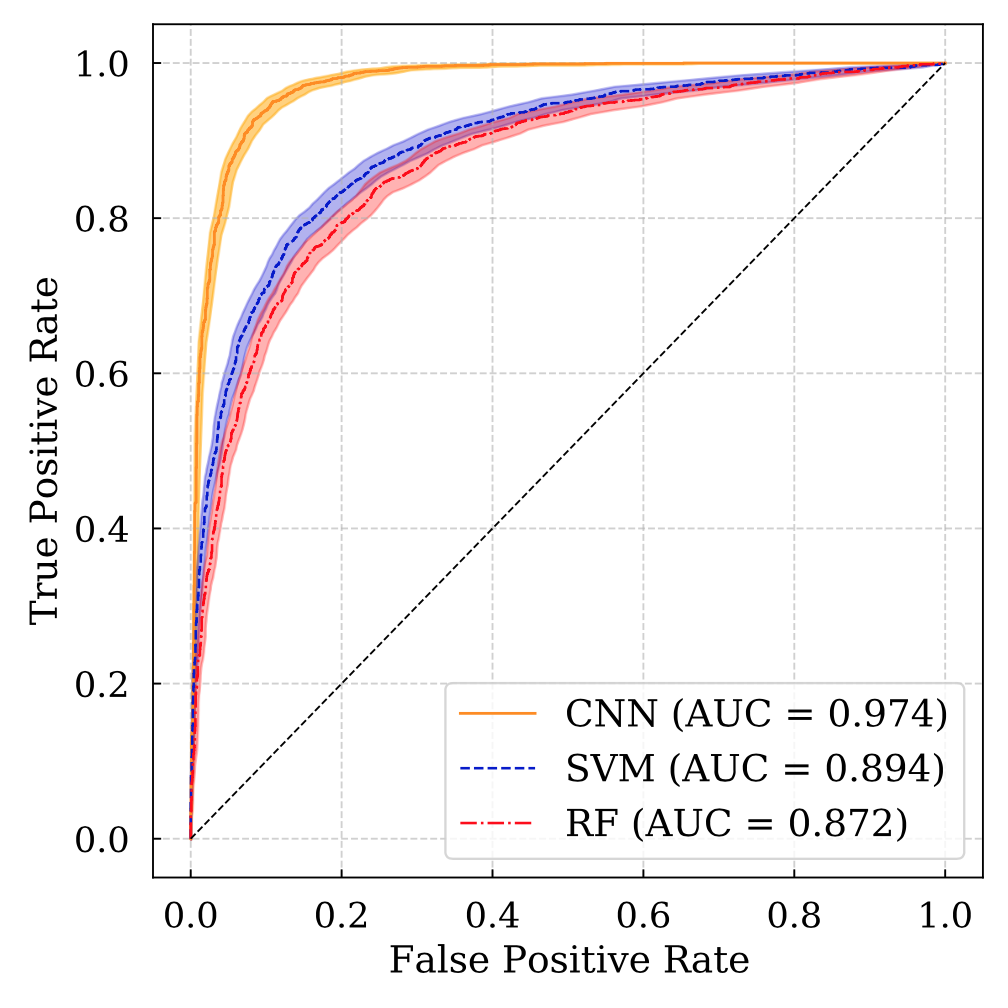 True Positive Rate
1.0
0.8
0.6
0.4
0.2
0.0
CNN (AUC = 0.974)
SVM (AUC = 0.894)
RF (AUC = 0.872)
0.0 0.2 0.4 0.6 0.8 1.0
False Positive Rate